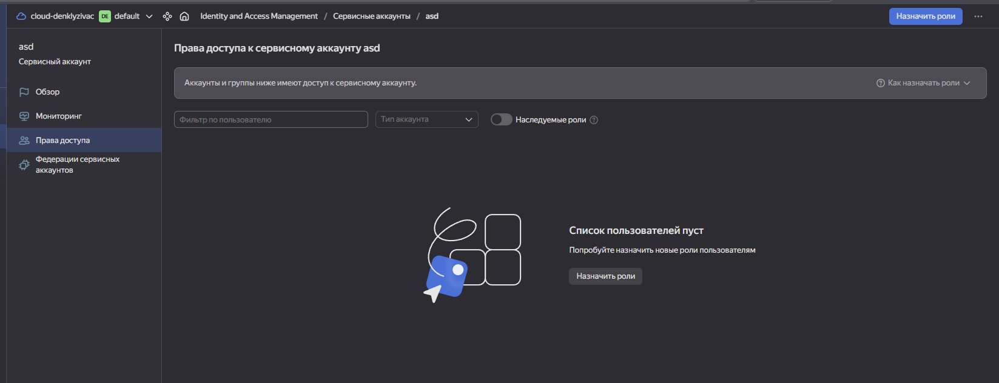 cloud-denklyzivac DE default Identity and Access Management / Сервисные аккаунты / asd Назначить роли
asd
Сервисный аккаунт
Обзор
Мониторинг
Права доступа
Федерации сервисных
аккаунтов
Права доступа к сервисному аккаунту asd
Аккаунты и группы ниже имеют доступ к сервисному аккаунту. Как назначать роли
Фильтр по пользователю Тип аккаунта Наследуемые роли
Список пользователей пуст
Попробуйте назначить новые роли пользователям
Назначить роли